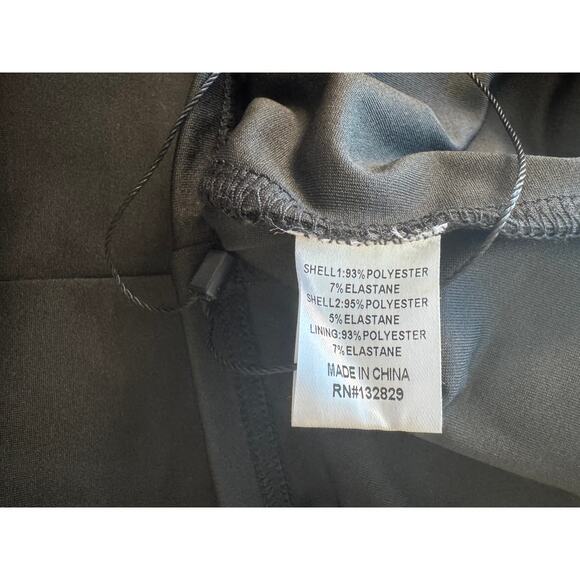 SHELL1:93%POLYESTER
7%ELASTANE
SHELL2:95%POLYESTER
5%ELASTANE
LINING:93%POLYESTER
7%ELASTANE
MADE IN CHINA
RN#132829